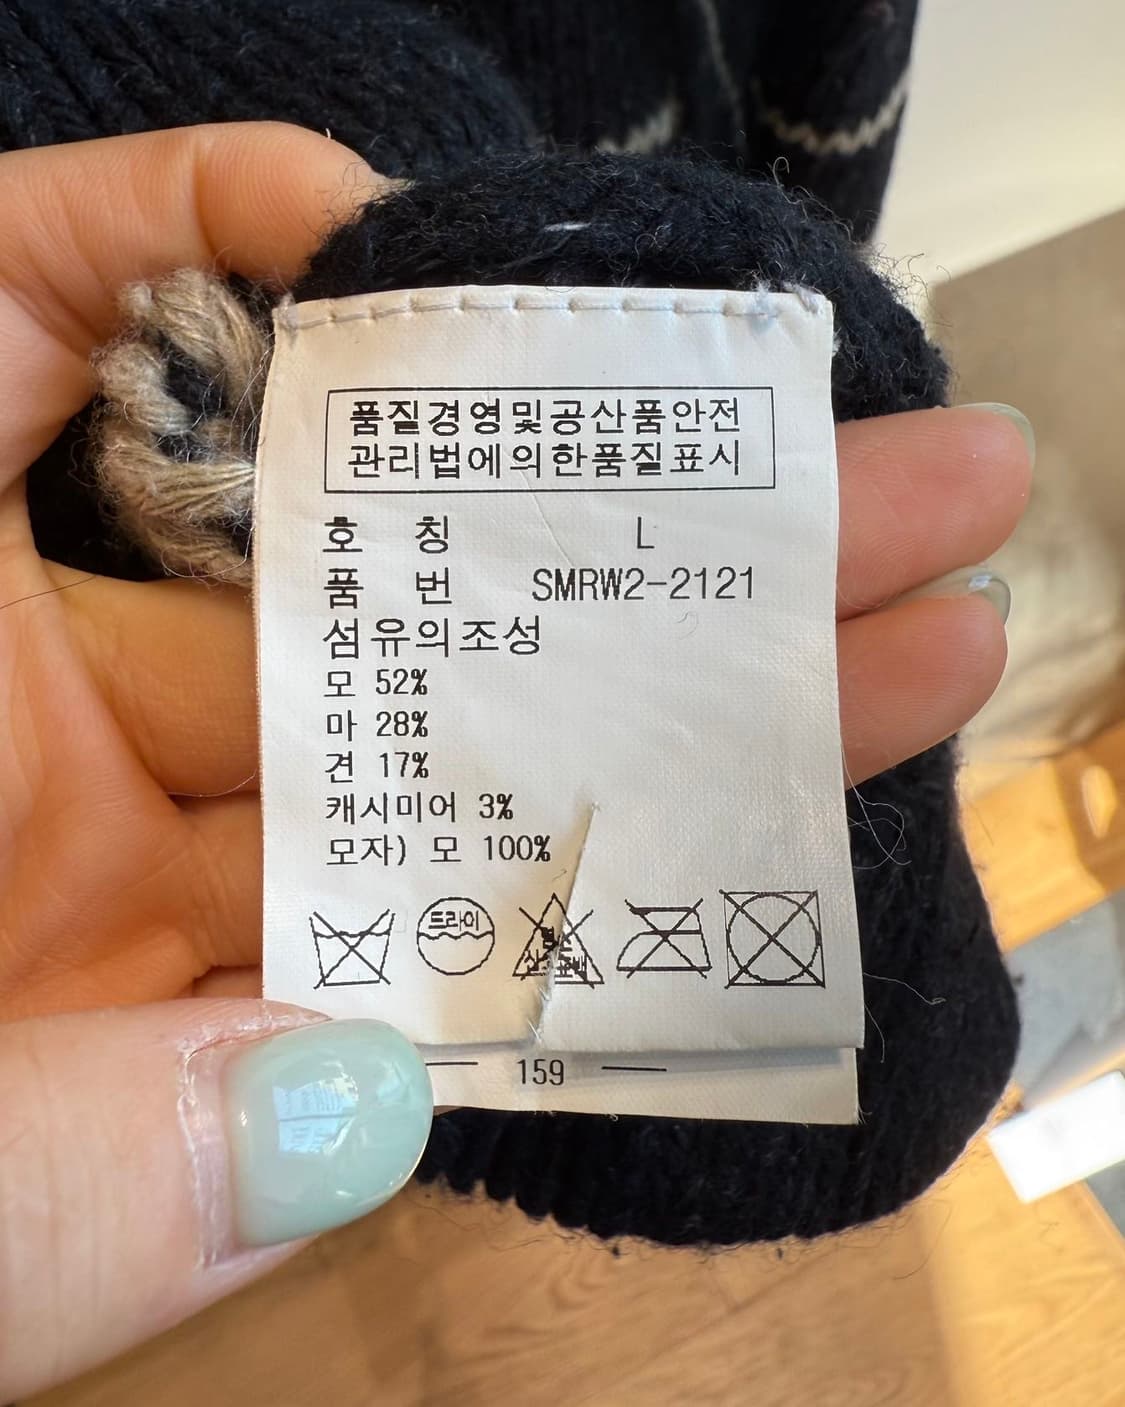 품질경영및공산품안전
관리법에의한품질표시
호 칭 L
품 번 SMRW2-2121
섬유의조성
모 52%
마 28%
견 17%
캐시미어 3%
모자) 모 100%
드라이
159